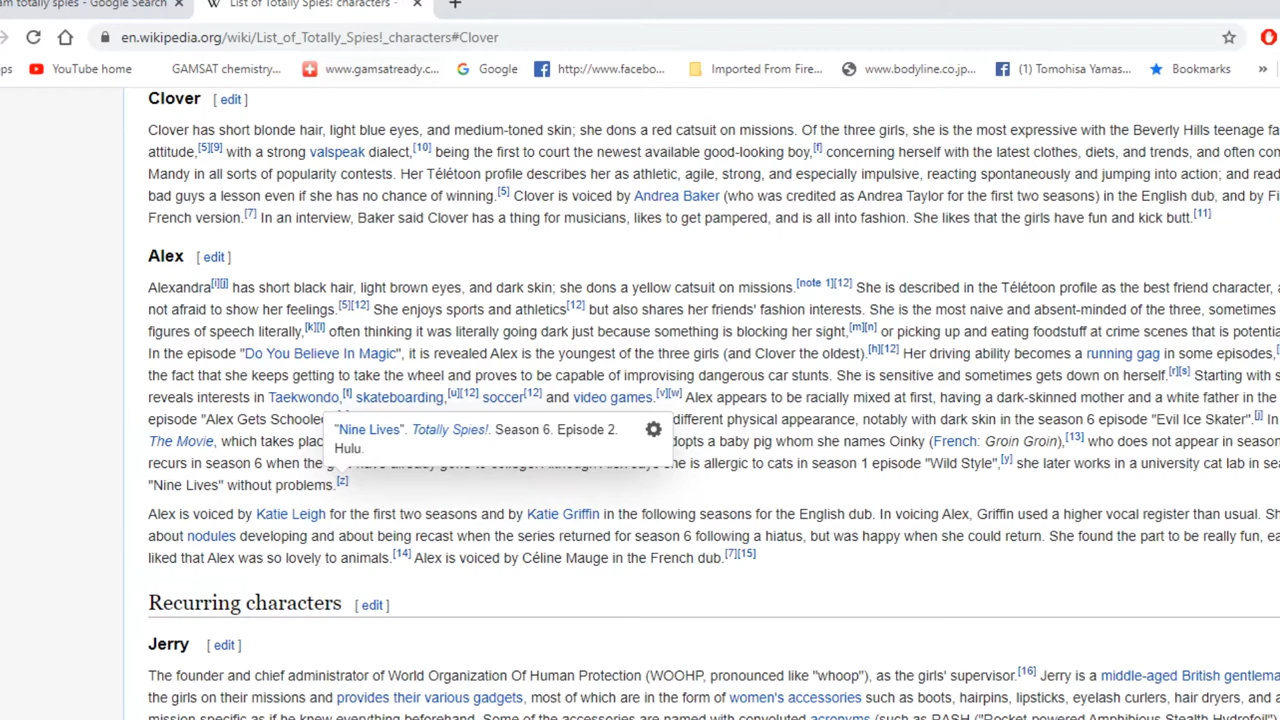 am totally spies - Google Search
List of Totally Spies! characters -
en.wikipedia.org/wiki/List_of_Totally_Spies!_characters#Clover
ps YouTube home GAMSAT chemistry... www.gamsatready.c... Google http://www.facebo... Imported From Fire... www.bodyline.co.jp... (1) Tomohisa Yamas... Bookmarks »
Clover [ edit ]
Clover has short blonde hair, light blue eyes, and medium-toned skin; she dons a red catsuit on missions. Of the three girls, she is the most expressive with the Beverly Hills teenage fa
attitude,[5][9] with a strong valspeak dialect,[10] being the first to court the newest available good-looking boy,[f] concerning herself with the latest clothes, diets, and trends, and often con
Mandy in all sorts of popularity contests. Her Télétoon profile describes her as athletic, agile, strong, and especially impulsive, reacting spontaneously and jumping into action; and read
bad guys a lesson even if she has no chance of winning.[5] Clover is voiced by Andrea Baker (who was credited as Andrea Taylor for the first two seasons) in the English dub, and by Fi
French version.[7] In an interview, Baker said Clover has a thing for musicians, likes to get pampered, and is all into fashion. She likes that the girls have fun and kick butt.[11]
Alex [ edit ]
Alexandra[i][j] has short black hair, light brown eyes, and dark skin; she dons a yellow catsuit on missions.[note 1][12] She is described in the Télétoon profile as the best friend character, a
not afraid to show her feelings.[5][12] She enjoys sports and athletics[12] but also shares her friends' fashion interests. She is the most naive and absent-minded of the three, sometimes
figures of speech literally,[k][l] often thinking it was literally going dark just because something is blocking her sight,[m][n] or picking up and eating foodstuff at crime scenes that is potentia
In the episode "Do You Believe In Magic", it is revealed Alex is the youngest of the three girls (and Clover the oldest).[h][12] Her driving ability becomes a running gag in some episodes,[
the fact that she keeps getting to take the wheel and proves to be capable of improvising dangerous car stunts. She is sensitive and sometimes gets down on herself.[r][s] Starting with s
reveals interests in Taekwondo,[t] skateboarding,[u][12] soccer[12] and video games.[v][w] Alex appears to be racially mixed at first, having a dark-skinned mother and a white father in the
episode "Alex Gets Schooled different physical appearance, notably with dark skin in the season 6 episode "Evil Ice Skater".[j] In
The Movie, which takes plac dopts a baby pig whom she names Oinky (French: Groin Groin),[13] who does not appear in season
recurs in season 6 when the she is allergic to cats in season 1 episode "Wild Style",[y] she later works in a university cat lab in sea
"Nine Lives" without problems.[z]
"Nine Lives". Totally Spies!. Season 6. Episode 2.
Hulu.
Alex is voiced by Katie Leigh for the first two seasons and by Katie Griffin in the following seasons for the English dub. In voicing Alex, Griffin used a higher vocal register than usual. Sh
about nodules developing and about being recast when the series returned for season 6 following a hiatus, but was happy when she could return. She found the part to be really fun, ea
liked that Alex was so lovely to animals.[14] Alex is voiced by Céline Mauge in the French dub.[7][15]
Recurring characters [ edit ]
Jerry [ edit ]
The founder and chief administrator of World Organization Of Human Protection (WOOHP, pronounced like "whoop"), as the girls' supervisor.[16] Jerry is a middle-aged British gentlema
the girls on their missions and provides their various gadgets, most of which are in the form of women's accessories such as boots, hairpins, lipsticks, eyelash curlers, hair dryers, and a
mission specific as if he knew everything beforehand. Some of the accessories are named with convoluted acronyms (such as RASH ("Rocket-powered Amphibious Stealth Hydrofoil")